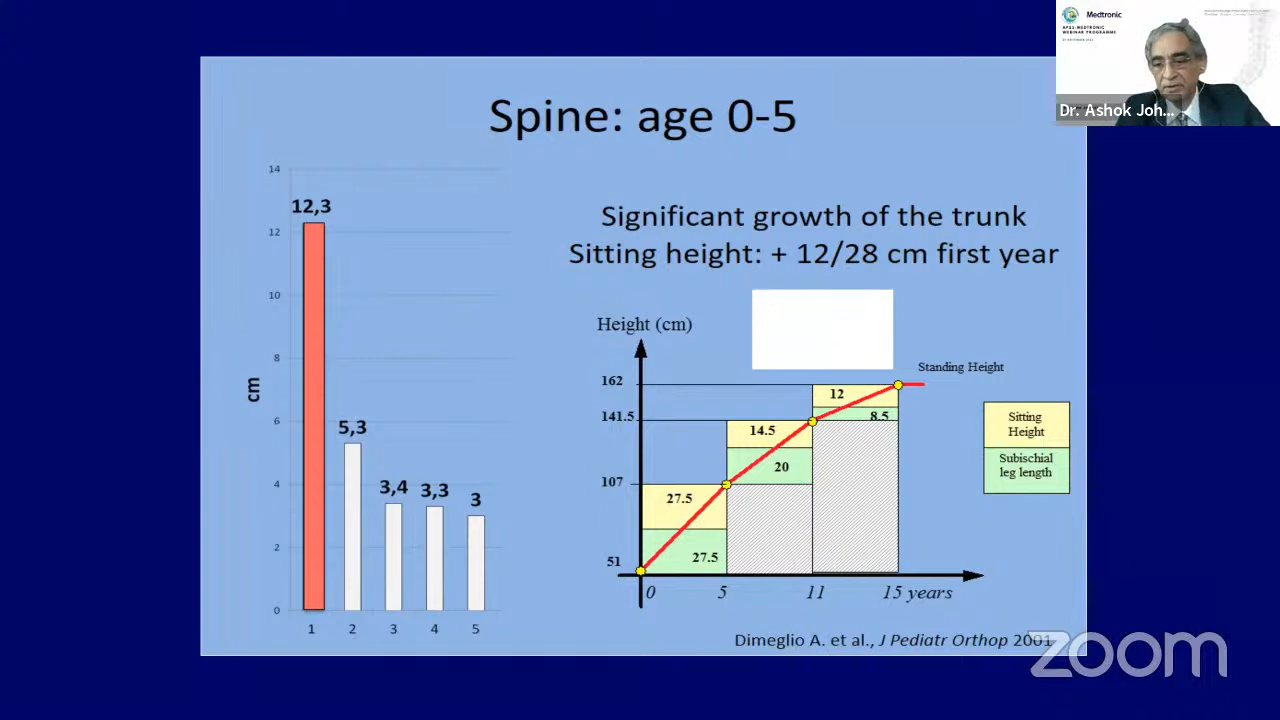 Medtronic
APSS-MEDTRONIC
WEBINAR PROGRAMME
Dr. Ashok Joh...
Spine: age 0-5
14
12
10
8
6
4
2
0
cm
12,3
5,3
3,4
3,3
3
1 2 3 4 5
Significant growth of the trunk
Sitting height: + 12/28 cm first year
Height (cm)
Standing Height
162
12
141.5
8.5
14.5
20
107
27.5
27.5
51
0 5 11 15 years
Sitting
Height
Subischial
leg length
Dimeglio A. et al., J Pediatr Orthop 2001
zoom